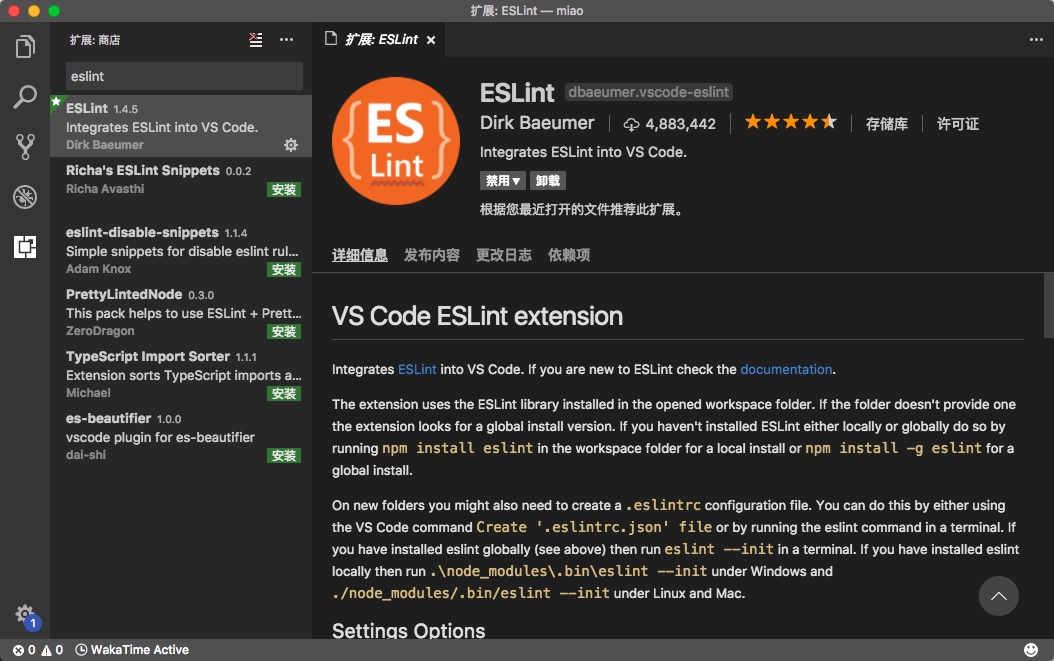 扩展: ESLint — miao
扩展: 商店
eslint
ESLint 1.4.5
Integrates ESLint into VS Code.
Dirk Baeumer
Richa's ESLint Snippets 0.0.2
Richa Avasthi 安装
eslint-disable-snippets 1.1.4
Simple snippets for disable eslint rul...
Adam Knox 安装
PrettyLintedNode 0.3.0
This pack helps to use ESLint + Prett...
ZeroDragon 安装
TypeScript Import Sorter 1.1.1
Extension sorts TypeScript imports a...
Michael 安装
es-beautifier 1.0.0
vscode plugin for es-beautifier
dai-shi 安装
扩展: ESLint ×
{ES}
Lint
ESLint dbaeumer.vscode-eslint
Dirk Baeumer | 4,883,442 | 存储库 | 许可证
Integrates ESLint into VS Code.
禁用▼ 卸载
根据您最近打开的文件推荐此扩展。
详细信息 发布内容 更改日志 依赖项
VS Code ESLint extension
Integrates ESLint into VS Code. If you are new to ESLint check the documentation.
The extension uses the ESLint library installed in the opened workspace folder. If the folder doesn't provide one
the extension looks for a global install version. If you haven't installed ESLint either locally or globally do so by
running npm install eslint in the workspace folder for a local install or npm install -g eslint for a
global install.
On new folders you might also need to create a .eslintrc configuration file. You can do this by either using
the VS Code command Create '.eslintrc.json' file or by running the eslint command in a terminal. If
you have installed eslint globally (see above) then run eslint --init in a terminal. If you have installed eslint
locally then run .\node_modules\.bin\eslint --init under Windows and
./node_modules/.bin/eslint --init under Linux and Mac.
Settings Options
1
0 0 WakaTime Active